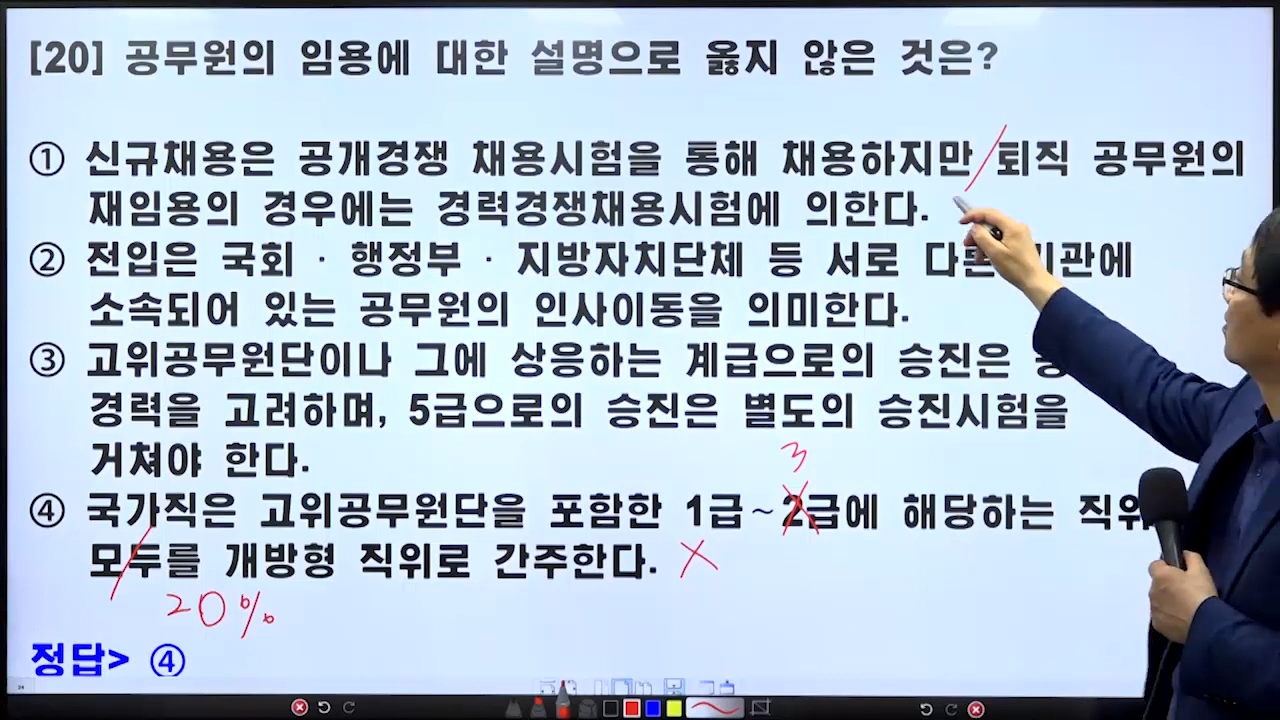 [20] 공무원의 임용에 대한 설명으로 옳지 않은 것은?
① 신규채용은 공개경쟁 채용시험을 통해 채용하지만 퇴직 공무원의
재임용의 경우에는 경력경쟁채용시험에 의한다.
② 전입은 국회 · 행정부 · 지방자치단체 등 서로 다른 기관에
소속되어 있는 공무원의 인사이동을 의미한다.
③ 고위공무원단이나 그에 상응하는 계급으로의 승진은
경력을 고려하며, 5급으로의 승진은 별도의 승진시험을
거쳐야 한다.
3
④ 국가직은 고위공무원단을 포함한 1급~2급에 해당하는 직위
모두를 개방형 직위로 간주한다. X
20%
정답> ④